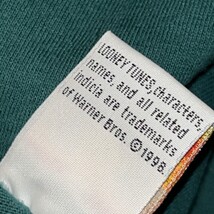 LOONEY TUNES, characters,
names, and all related
indicia are trademarks
of Warner Bros. ©1998.